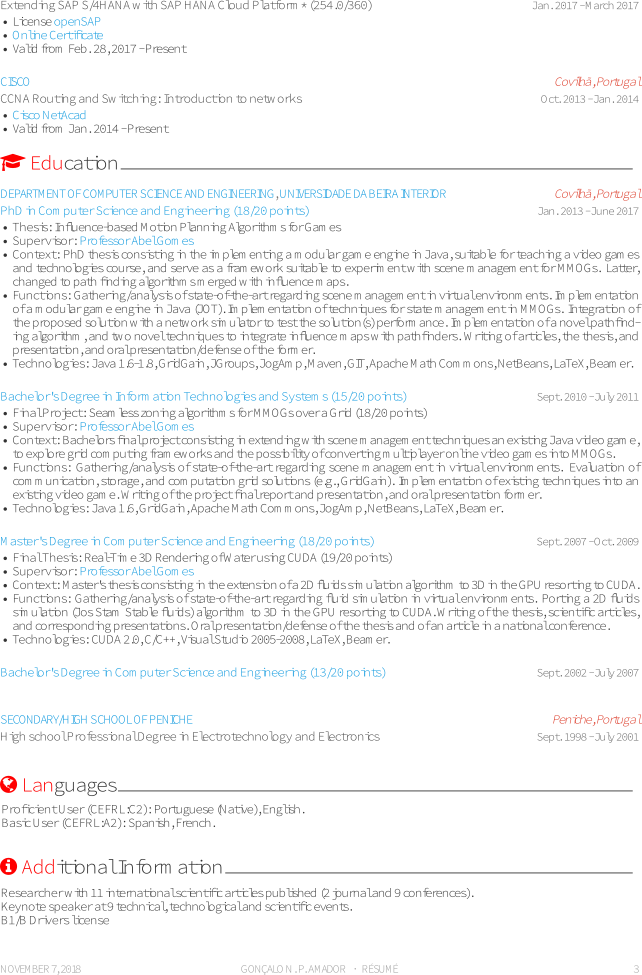 Extending SAP S/4HANA with SAP HANA Cloud Platform * (254.0/360) Jan. 2017 - March 2017
• License openSAP
• Online Certificate
• Valid from Feb. 28, 2017 - Present
CISCO Covilhã, Portugal
CCNA Routing and Switching: Introduction to networks Oct. 2013 - Jan. 2014
• Cisco NetAcad
• Valid from Jan. 2014 - Present
Education
DEPARTMENT OF COMPUTER SCIENCE AND ENGINEERING, UNIVERSIDADE DA BEIRA INTERIOR Covilhã, Portugal
PhD in Computer Science and Engineering (18/20 points) Jan. 2013 - June 2017
• Thesis: Influence-based Motion Planning Algorithms for Games
• Supervisor: Professor Abel Gomes
• Context: PhD thesis consisting in the implementing a modular game engine in Java, suitable for teaching a video games
and technologies course, and serve as a framework suitable to experiment with scene management for MMOGs. Latter,
changed to path finding algorithms merged with influence maps.
• Functions: Gathering/analysis of state-of-the-art regarding scene management in virtual environments. Implementation
of a modular game engine in Java (JOT). Implementation of techniques for state management in MMOGs. Integration of
the proposed solution with a network simulator to test the solution(s) performance. Implementation of a novel path find-
ing algorithm, and two novel techniques to integrate influence maps with path finders. Writing of articles, the thesis, and
presentation, and oral presentation/defense of the former.
• Technologies: Java 1.6-1.8, GridGain, JGroups, JogAmp, Maven, GIT, Apache Math Commons, NetBeans, LaTeX, Beamer.
Bachelor's Degree in Information Technologies and Systems (15/20 points) Sept. 2010 - July 2011
• Final Project: Seamless zoning algorithms for MMOGs over a Grid (18/20 points)
• Supervisor: Professor Abel Gomes
• Context: Bachelors final project consisting in extending with scene management techniques an existing Java video game,
to explore grid computing frameworks and the possibility of converting multiplayer online video games into MMOGs.
• Functions: Gathering/analysis of state-of-the-art regarding scene management in virtual environments. Evaluation of
communication, storage, and computation grid solutions (e.g., GridGain). Implementation of existing techniques into an
existing video game. Writing of the project final report and presentation, and oral presentation former.
• Technologies: Java 1.6, GridGain, Apache Math Commons, JogAmp, NetBeans, LaTeX, Beamer.
Master's Degree in Computer Science and Engineering (18/20 points) Sept. 2007 - Oct. 2009
• Final Thesis: Real-Time 3D Rendering of Water using CUDA (19/20 points)
• Supervisor: Professor Abel Gomes
• Context: Master's thesis consisting in the extension of a 2D fluids simulation algorithm to 3D in the GPU resorting to CUDA.
• Functions: Gathering/analysis of state-of-the-art regarding fluid simulation in virtual environments. Porting a 2D fluids
simulation (Jos Stam Stable fluids) algorithm to 3D in the GPU resorting to CUDA. Writing of the thesis, scientific articles,
and corresponding presentations. Oral presentation/defense of the thesis and of an article in a national conference.
• Technologies: CUDA 2.0, C/C++, Visual Studio 2005-2008, LaTeX, Beamer.
Bachelor's Degree in Computer Science and Engineering (13/20 points) Sept. 2002 - July 2007
SECONDARY/HIGH SCHOOL OF PENICHE Peniche, Portugal
High school Professional Degree in Electrotechnology and Electronics Sept. 1998 - July 2001
Languages
Proficient User (CEFRL: C2): Portuguese (Native), English.
Basic User (CEFRL: A2): Spanish, French.
Additional Information
Researcher with 11 international scientific articles published (2 journal and 9 conferences).
Keynote speaker at 9 technical, technological and scientific events.
B1/B Drivers license
NOVEMBER 7, 2018 GONÇALO N. P. AMADOR · RÉSUMÉ 3